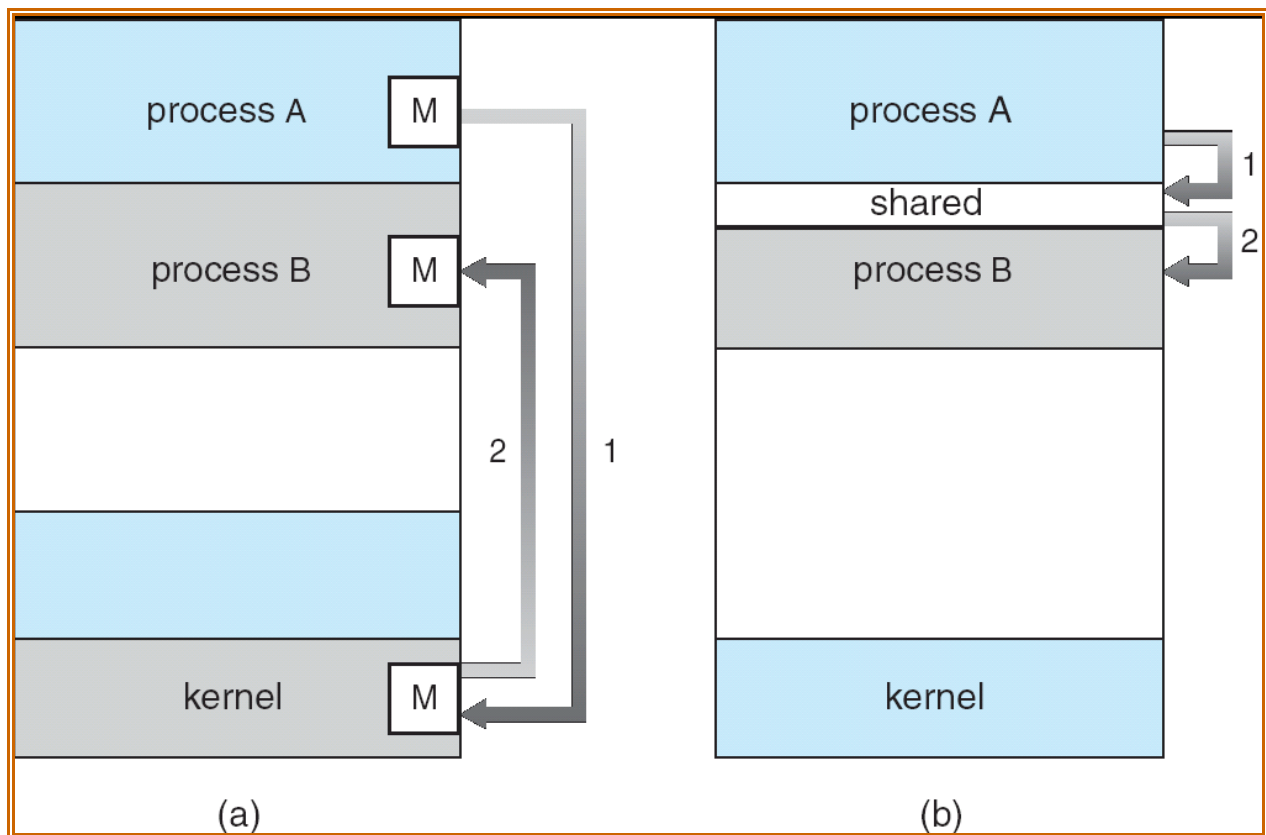 process A
M
process B
M
2
1
kernel
M
(a)
process A
1
shared
2
process B
kernel
(b)